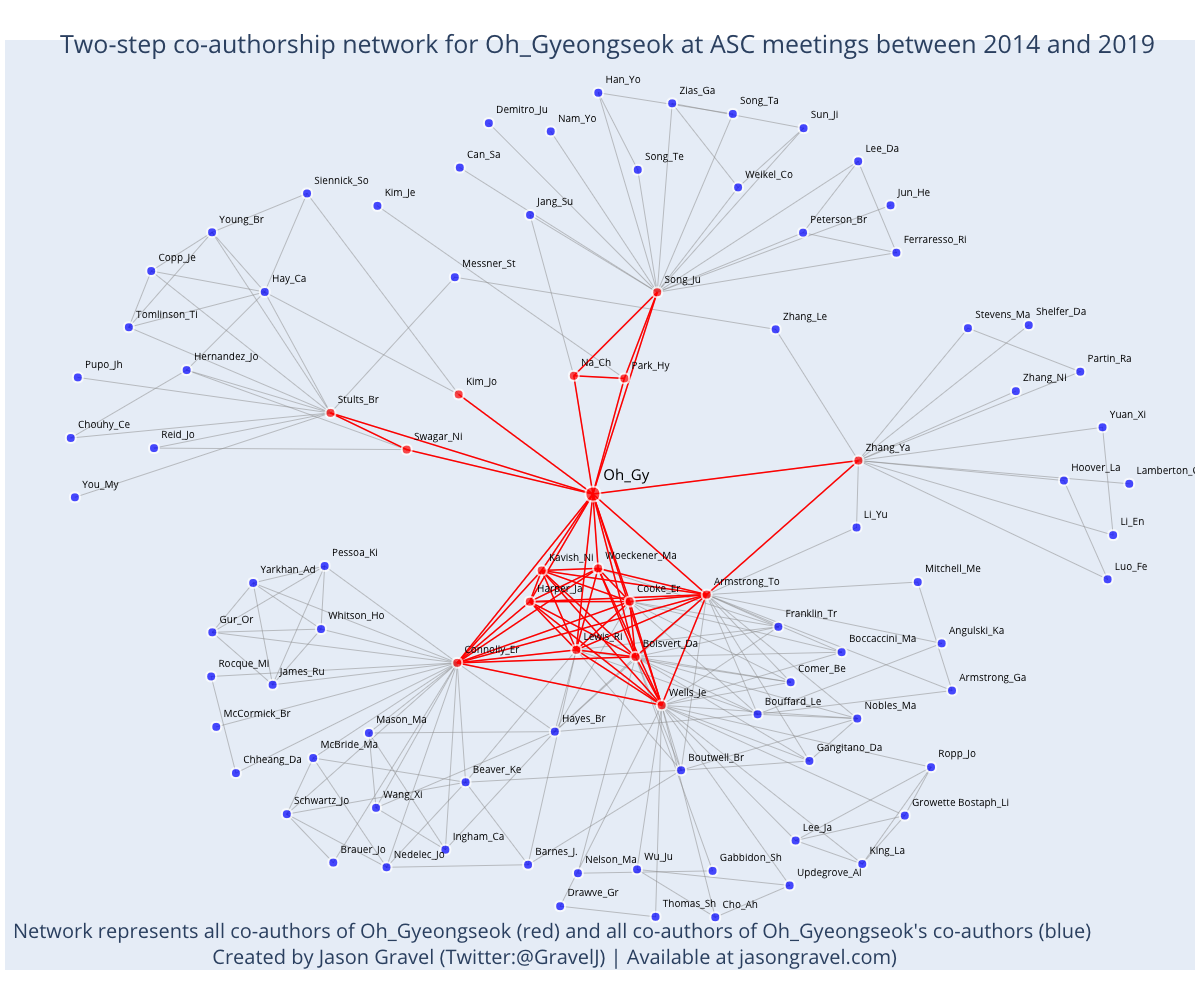 Two-step co-authorship network for Oh_Gyeongseok at ASC meetings between 2014 and 2019
Han_Yo
Zias_Ga
Song_Ta
Sun_Ji
Demitro_Ju
Nam_Yo
Can_Sa
Song_Te
Lee_Da
Weikel_Co
Siennick_So
Kim_Je
Jang_Su
Jun_He
Young_Br
Peterson_Br
Ferraresso_Ri
Copp_Je
Messner_St
Hay_Ca
Song_Ju
Tomlinson_Ti
Zhang_Le
Stevens_Ma
Shelfer_Da
Hernandez_Jo
Pupo_Jh
Na_Ch
Park_Hy
Partin_Ra
Kim_Jo
Zhang_Ni
Stults_Br
Chouhy_Ce
Yuan_Xi
Reid_Jo
Swagar_Ni
Zhang_Ya
Oh_Gy
Hoover_La
Lamberton_
You_My
Li_Yu
Li_En
Pessoa_Ki
Kavish_Ni
Woeckener_Ma
Yarkhan_Ad
Luo_Fe
Mitchell_Me
Harper_Ja
Cooke_Er
Armstrong_To
Gur_Or
Whitson_Ho
Franklin_Tr
Angulski_Ka
Lewis_Ri
Boisvert_Da
Boccaccini_Ma
Rocque_Mi
James_Ru
Connolly_Er
Comer_Be
Armstrong_Ga
Wells_Je
Bouffard_Le
Nobles_Ma
McCormick_Br
Mason_Ma
Hayes_Br
McBride_Ma
Chheang_Da
Beaver_Ke
Boutwell_Br
Gangitano_Da
Ropp_Jo
Schwartz_Jo
Wang_Xi
Growette Bostaph_Li
Brauer_Jo
Nedelec_Jo
Ingham_Ca
Barnes_J.
Lee_Ja
King_La
Nelson_Ma
Wu_Ju
Gabbidon_Sh
Updegrove_Al
Drawve_Gr
Thomas_Sh
Cho_Ah
Network represents all co-authors of Oh_Gyeongseok (red) and all co-authors of Oh_Gyeongseok's co-authors (blue)
Created by Jason Gravel (Twitter:@GravelJ) | Available at jasongravel.com)